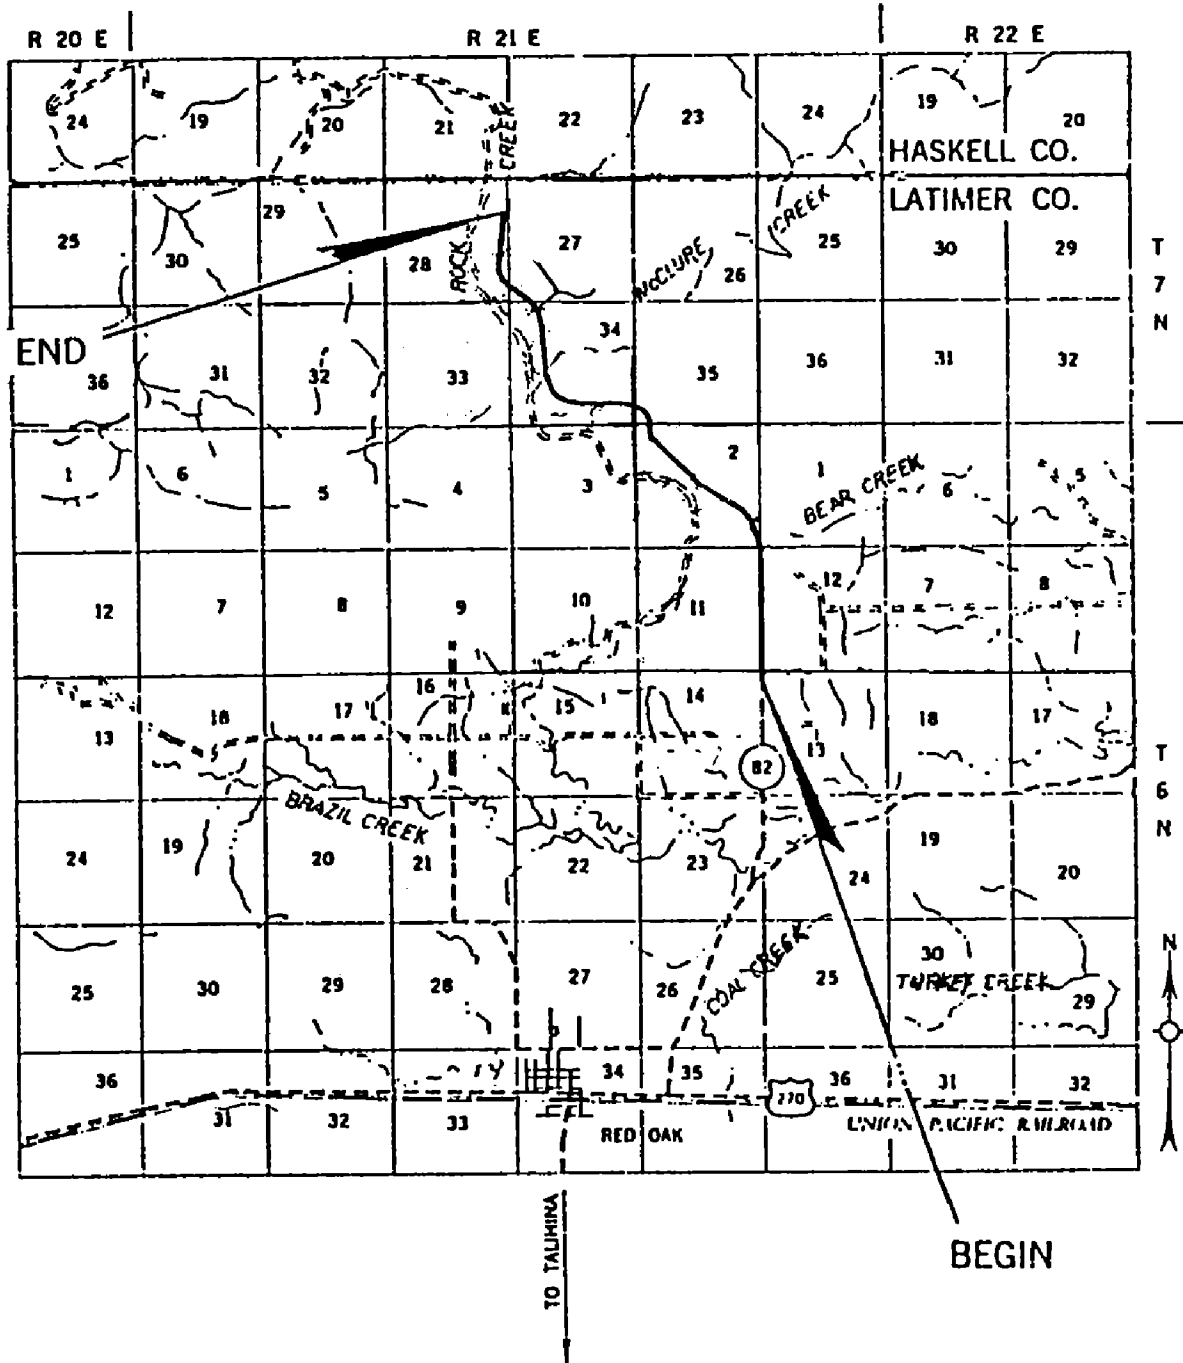 R 20 E R 21 E R 22 E
24 19 20 21 22 23 24 19 20
CREEK
HASKELL CO.
LATIMER CO.
25 30 29 28 27 26 25 30 29
ROCK
McCLURE CREEK
T
7
N
END
36 31 32 33 34 35 36 31 32
1 6 5 4 3 2 1 6 5
BEAR CREEK
12 7 8 9 10 11 12 7 8
13 18 17 16 15 14 13 18 17
82
T
6
N
BRAZIL CREEK
24 19 20 21 22 23 24 19 20
COAL CREEK
25 30 29 28 27 26 25 30 29
TURKEY CREEK
N
36 31 32 33 34 35 36 31 32
270
RED OAK
UNION PACIFIC RAILROAD
TO TALIHINA
BEGIN